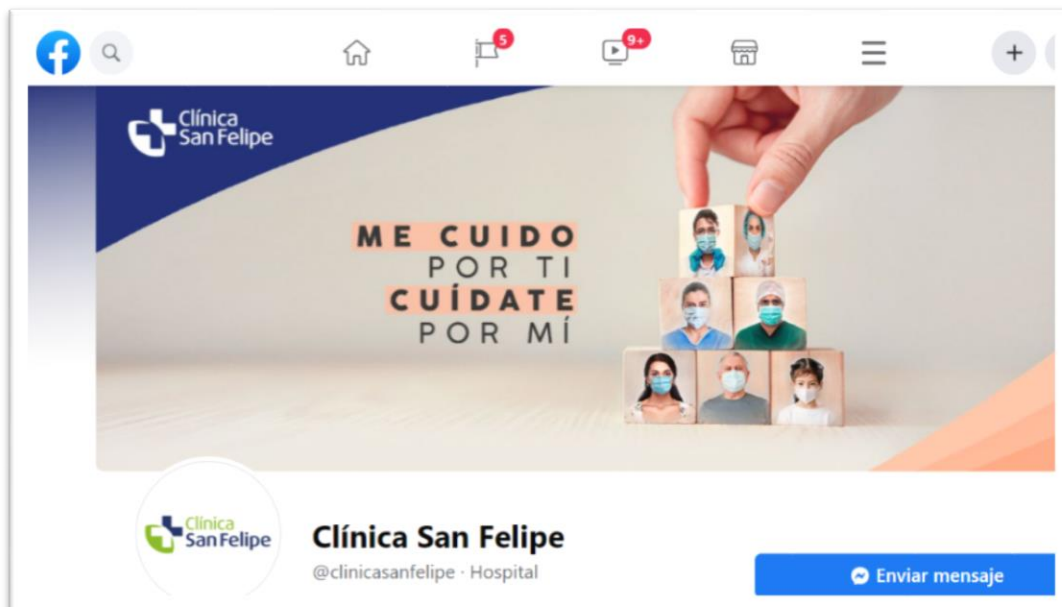 5
9+
Clínica
San Felipe
ME CUIDO
POR TI
CUÍDATE
POR MÍ
Clínica
San Felipe
Clínica San Felipe
@clinicasanfelipe · Hospital
Enviar mensaje